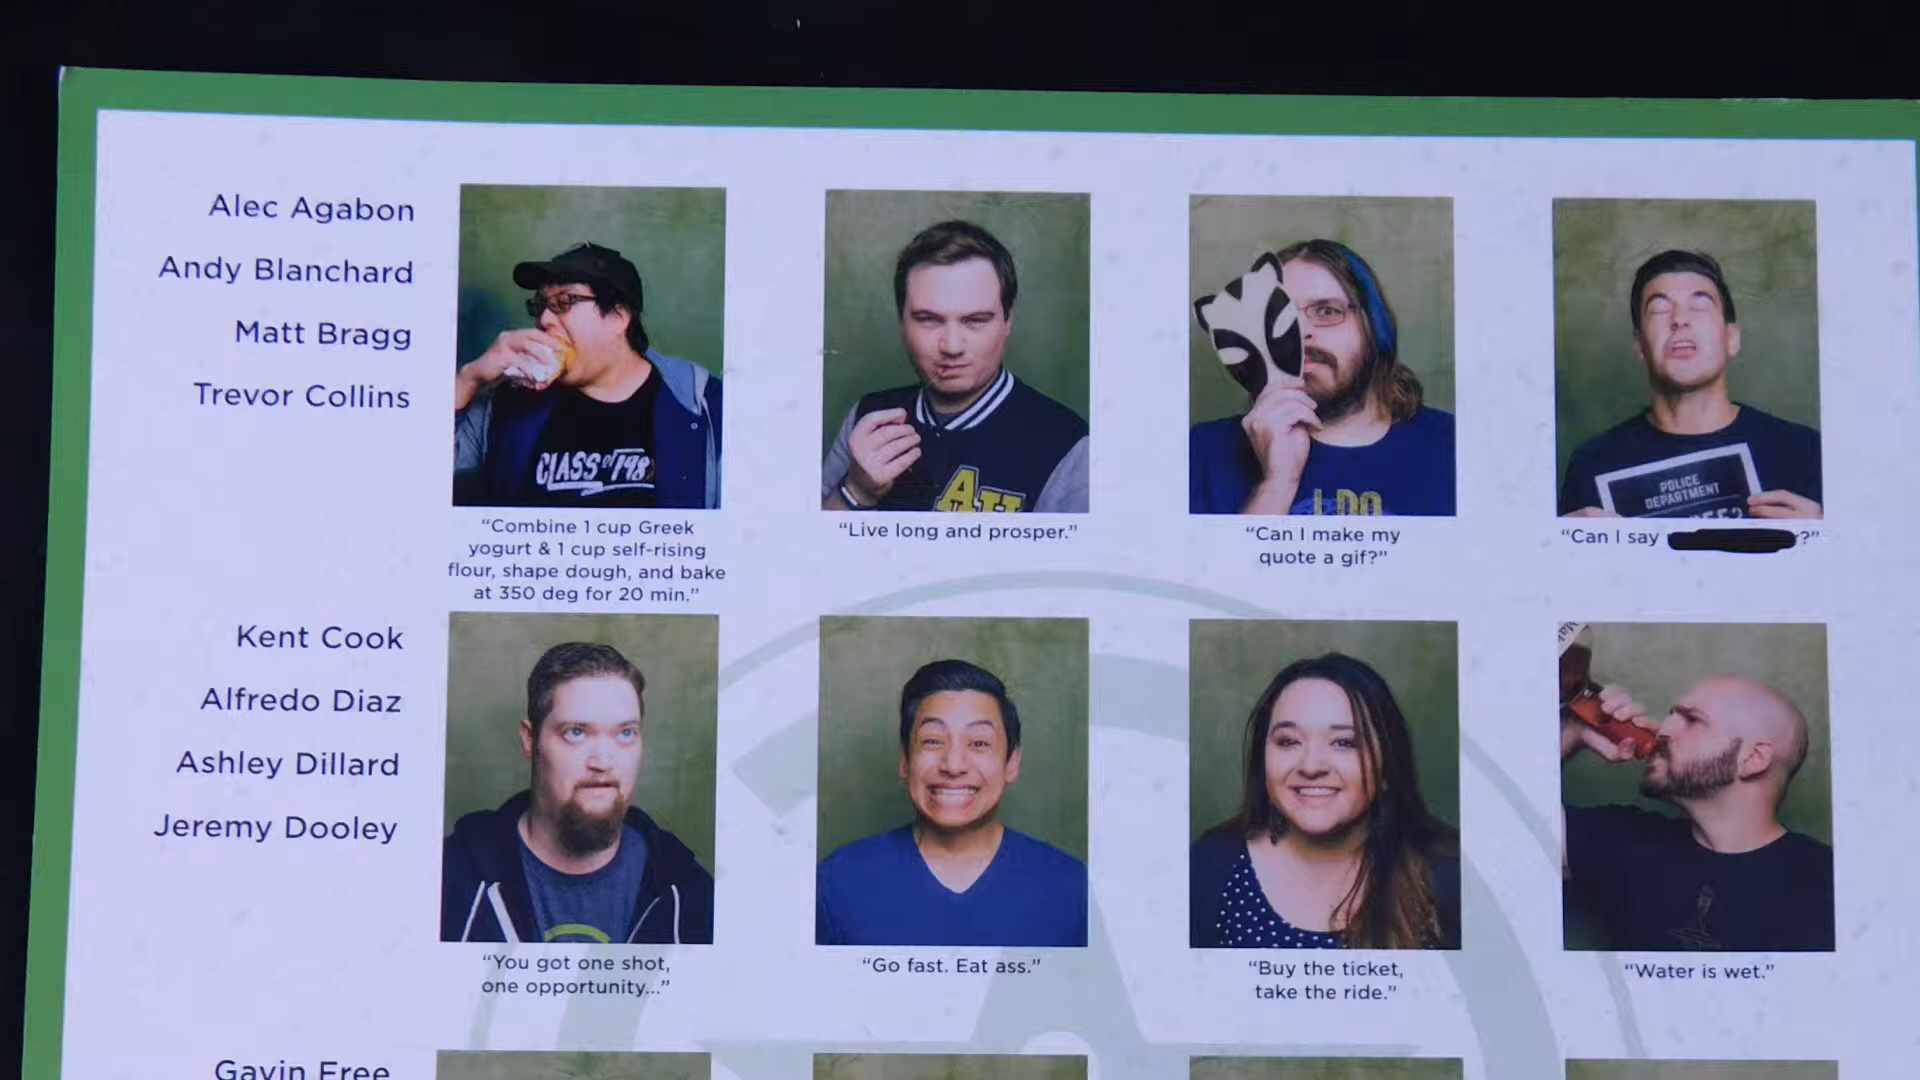 Alec Agabon
Andy Blanchard
Matt Bragg
Trevor Collins
CLASS of 198
AH
I DO
POLICE
DEPARTMENT
“Combine 1 cup Greek
yogurt & 1 cup self-rising
flour, shape dough, and bake
at 350 deg for 20 min.”
“Live long and prosper.”
“Can I make my
quote a gif?”
“Can I say ?”
Kent Cook
Alfredo Diaz
Ashley Dillard
Jeremy Dooley
“You got one shot,
one opportunity...”
“Go fast. Eat ass.”
“Buy the ticket,
take the ride.”
“Water is wet.”
Gavin Free